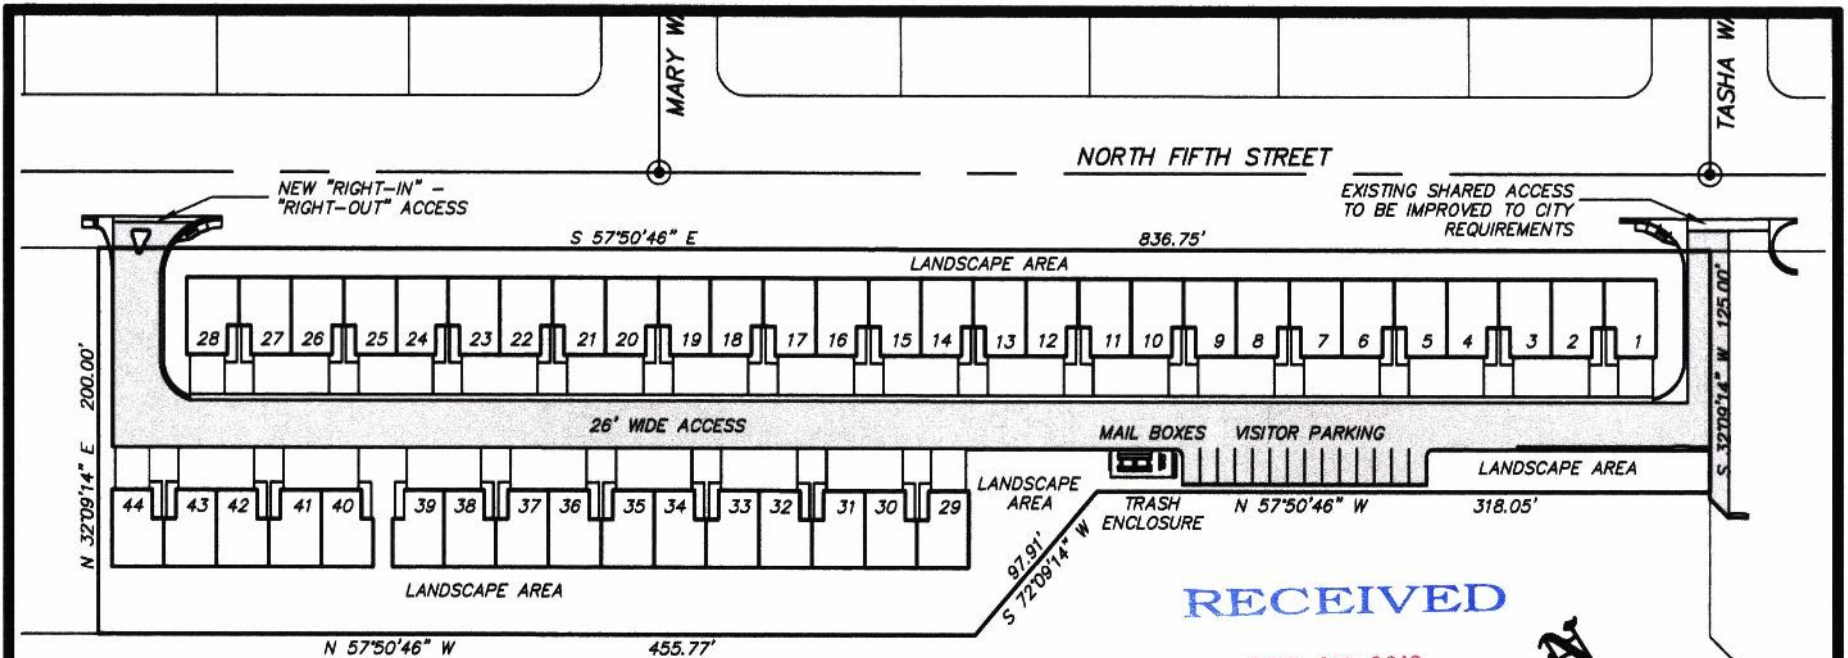 MARY
TASHA
NORTH FIFTH STREET
NEW "RIGHT-IN" -
"RIGHT-OUT" ACCESS
EXISTING SHARED ACCESS
TO BE IMPROVED TO CITY
REQUIREMENTS
S 57°50'46" E
836.75'
LANDSCAPE AREA
28 27 26 25 24 23 22 21 20 19 18 17 16 15 14 13 12 11 10 9 8 7 6 5 4 3 2 1
N 32°09'14" E 200.00'
S 32°09'14" W 125.00'
26' WIDE ACCESS
MAIL BOXES VISITOR PARKING
LANDSCAPE AREA
LANDSCAPE
AREA
TRASH
ENCLOSURE
N 57°50'46" W
318.05'
44 43 42 41 40 39 38 37 36 35 34 33 32 31 30 29
97.91'
S 72°09'14" W
LANDSCAPE AREA
RECEIVED
N 57°50'46" W
455.77'